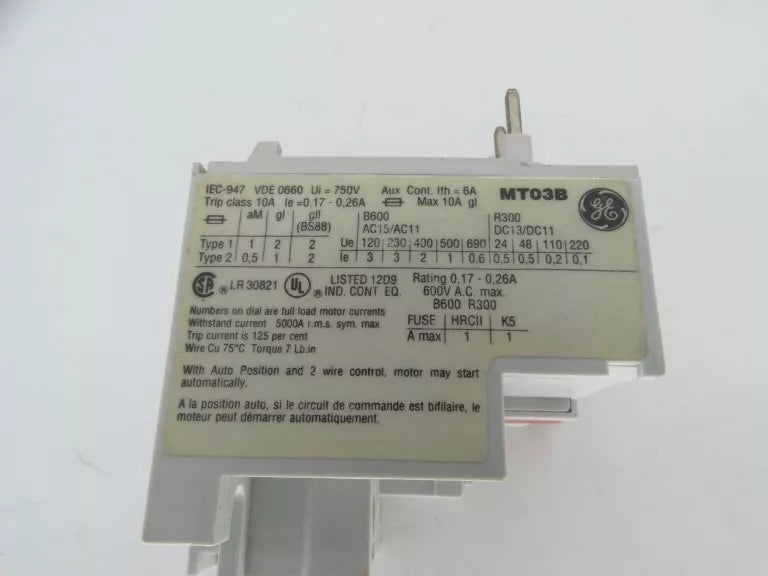 IEC-947 VDE 0660 Ui = 750V Aux Cont. Ith = 6A MT03B
Trip class 10A Ie = 0.17 - 0,26A Max 10A gl
aM gl gII (BS88)
Type 1 1 2 2
Type 2 0,5 1 2
B600 AC15/AC11 R300 DC13/DC11
Ue 120 230 400 500 690 24 48 110 220
Ie 3 3 2 1 0.6 0,5 0,5 0,2 0,1
SA ® LR 30821 UL ® LISTED 12D9 IND. CONT EQ.
Rating 0,17 - 0,26A
600V A.C. max.
B600 R300
Numbers on dial are full load motor currents
Withstand current 5000A r.m.s. sym. max
Trip current is 125 per cent
Wire Cu 75°C Torque 7 Lb.in
FUSE HRCII K5
A max 1 1
With Auto Position and 2 wire control, motor may start
automatically.
A la position auto, si le circuit de commande est bifilaire, le
moteur peut démarrer automatiquement.
GE